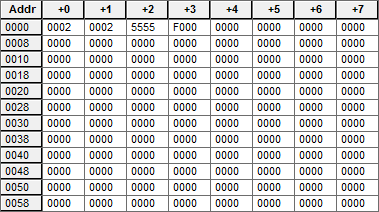 Addr +0 +1 +2 +3 +4 +5 +6 +7
0000 0002 0002 5555 F000 0000 0000 0000 0000
0008 0000 0000 0000 0000 0000 0000 0000 0000
0010 0000 0000 0000 0000 0000 0000 0000 0000
0018 0000 0000 0000 0000 0000 0000 0000 0000
0020 0000 0000 0000 0000 0000 0000 0000 0000
0028 0000 0000 0000 0000 0000 0000 0000 0000
0030 0000 0000 0000 0000 0000 0000 0000 0000
0038 0000 0000 0000 0000 0000 0000 0000 0000
0040 0000 0000 0000 0000 0000 0000 0000 0000
0048 0000 0000 0000 0000 0000 0000 0000 0000
0050 0000 0000 0000 0000 0000 0000 0000 0000
0058 0000 0000 0000 0000 0000 0000 0000 0000